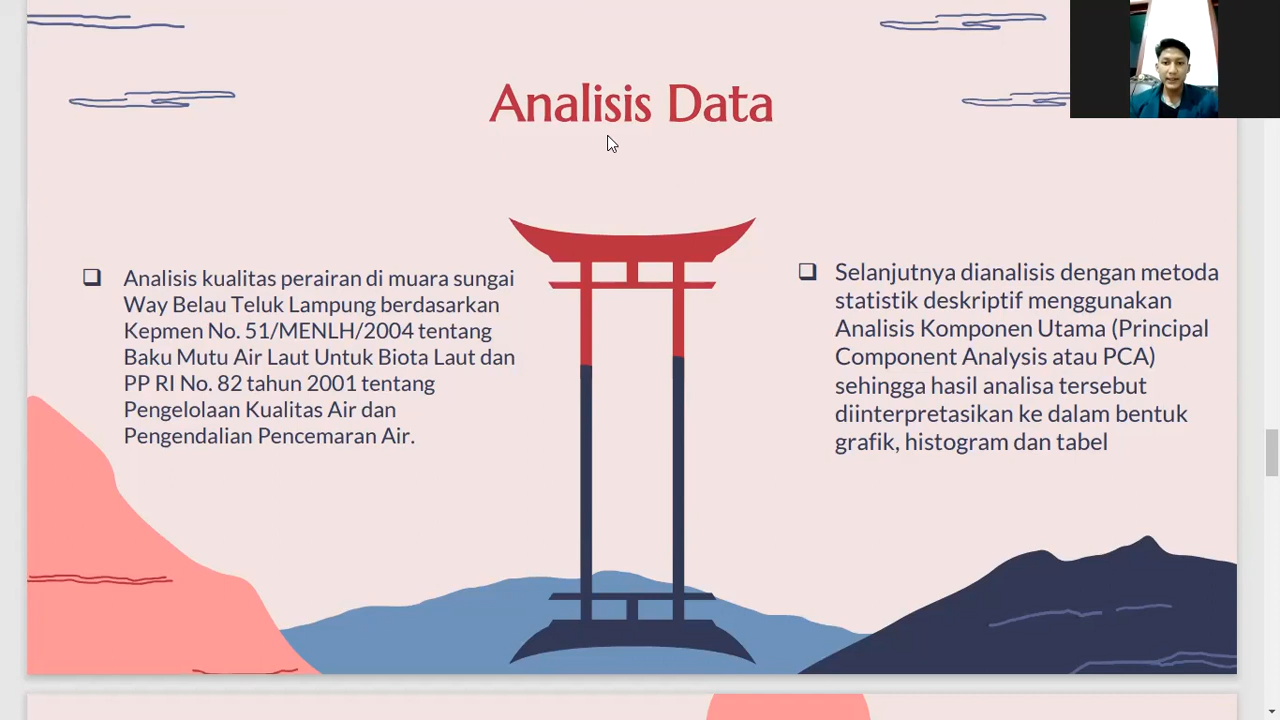 Analisis Data
Analisis kualitas perairan di muara sungai
Way Belau Teluk Lampung berdasarkan
Kepmen No. 51/MENLH/2004 tentang
Baku Mutu Air Laut Untuk Biota Laut dan
PP RI No. 82 tahun 2001 tentang
Pengelolaan Kualitas Air dan
Pengendalian Pencemaran Air.
Selanjutnya dianalisis dengan metoda
statistik deskriptif menggunakan
Analisis Komponen Utama (Principal
Component Analysis atau PCA)
sehingga hasil analisa tersebut
diinterpretasikan ke dalam bentuk
grafik, histogram dan tabel